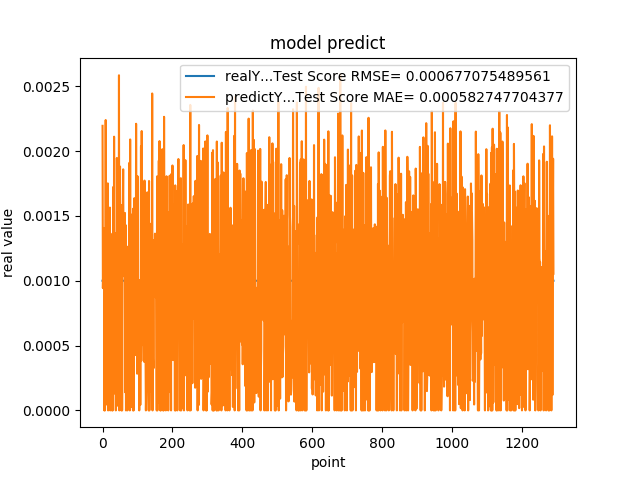 model predict
realY...Test Score RMSE= 0.000677075489561
predictY...Test Score MAE= 0.000582747704377
0.0025
0.0020
0.0015
0.0010
0.0005
0.0000
real value
0 200 400 600 800 1000 1200
point